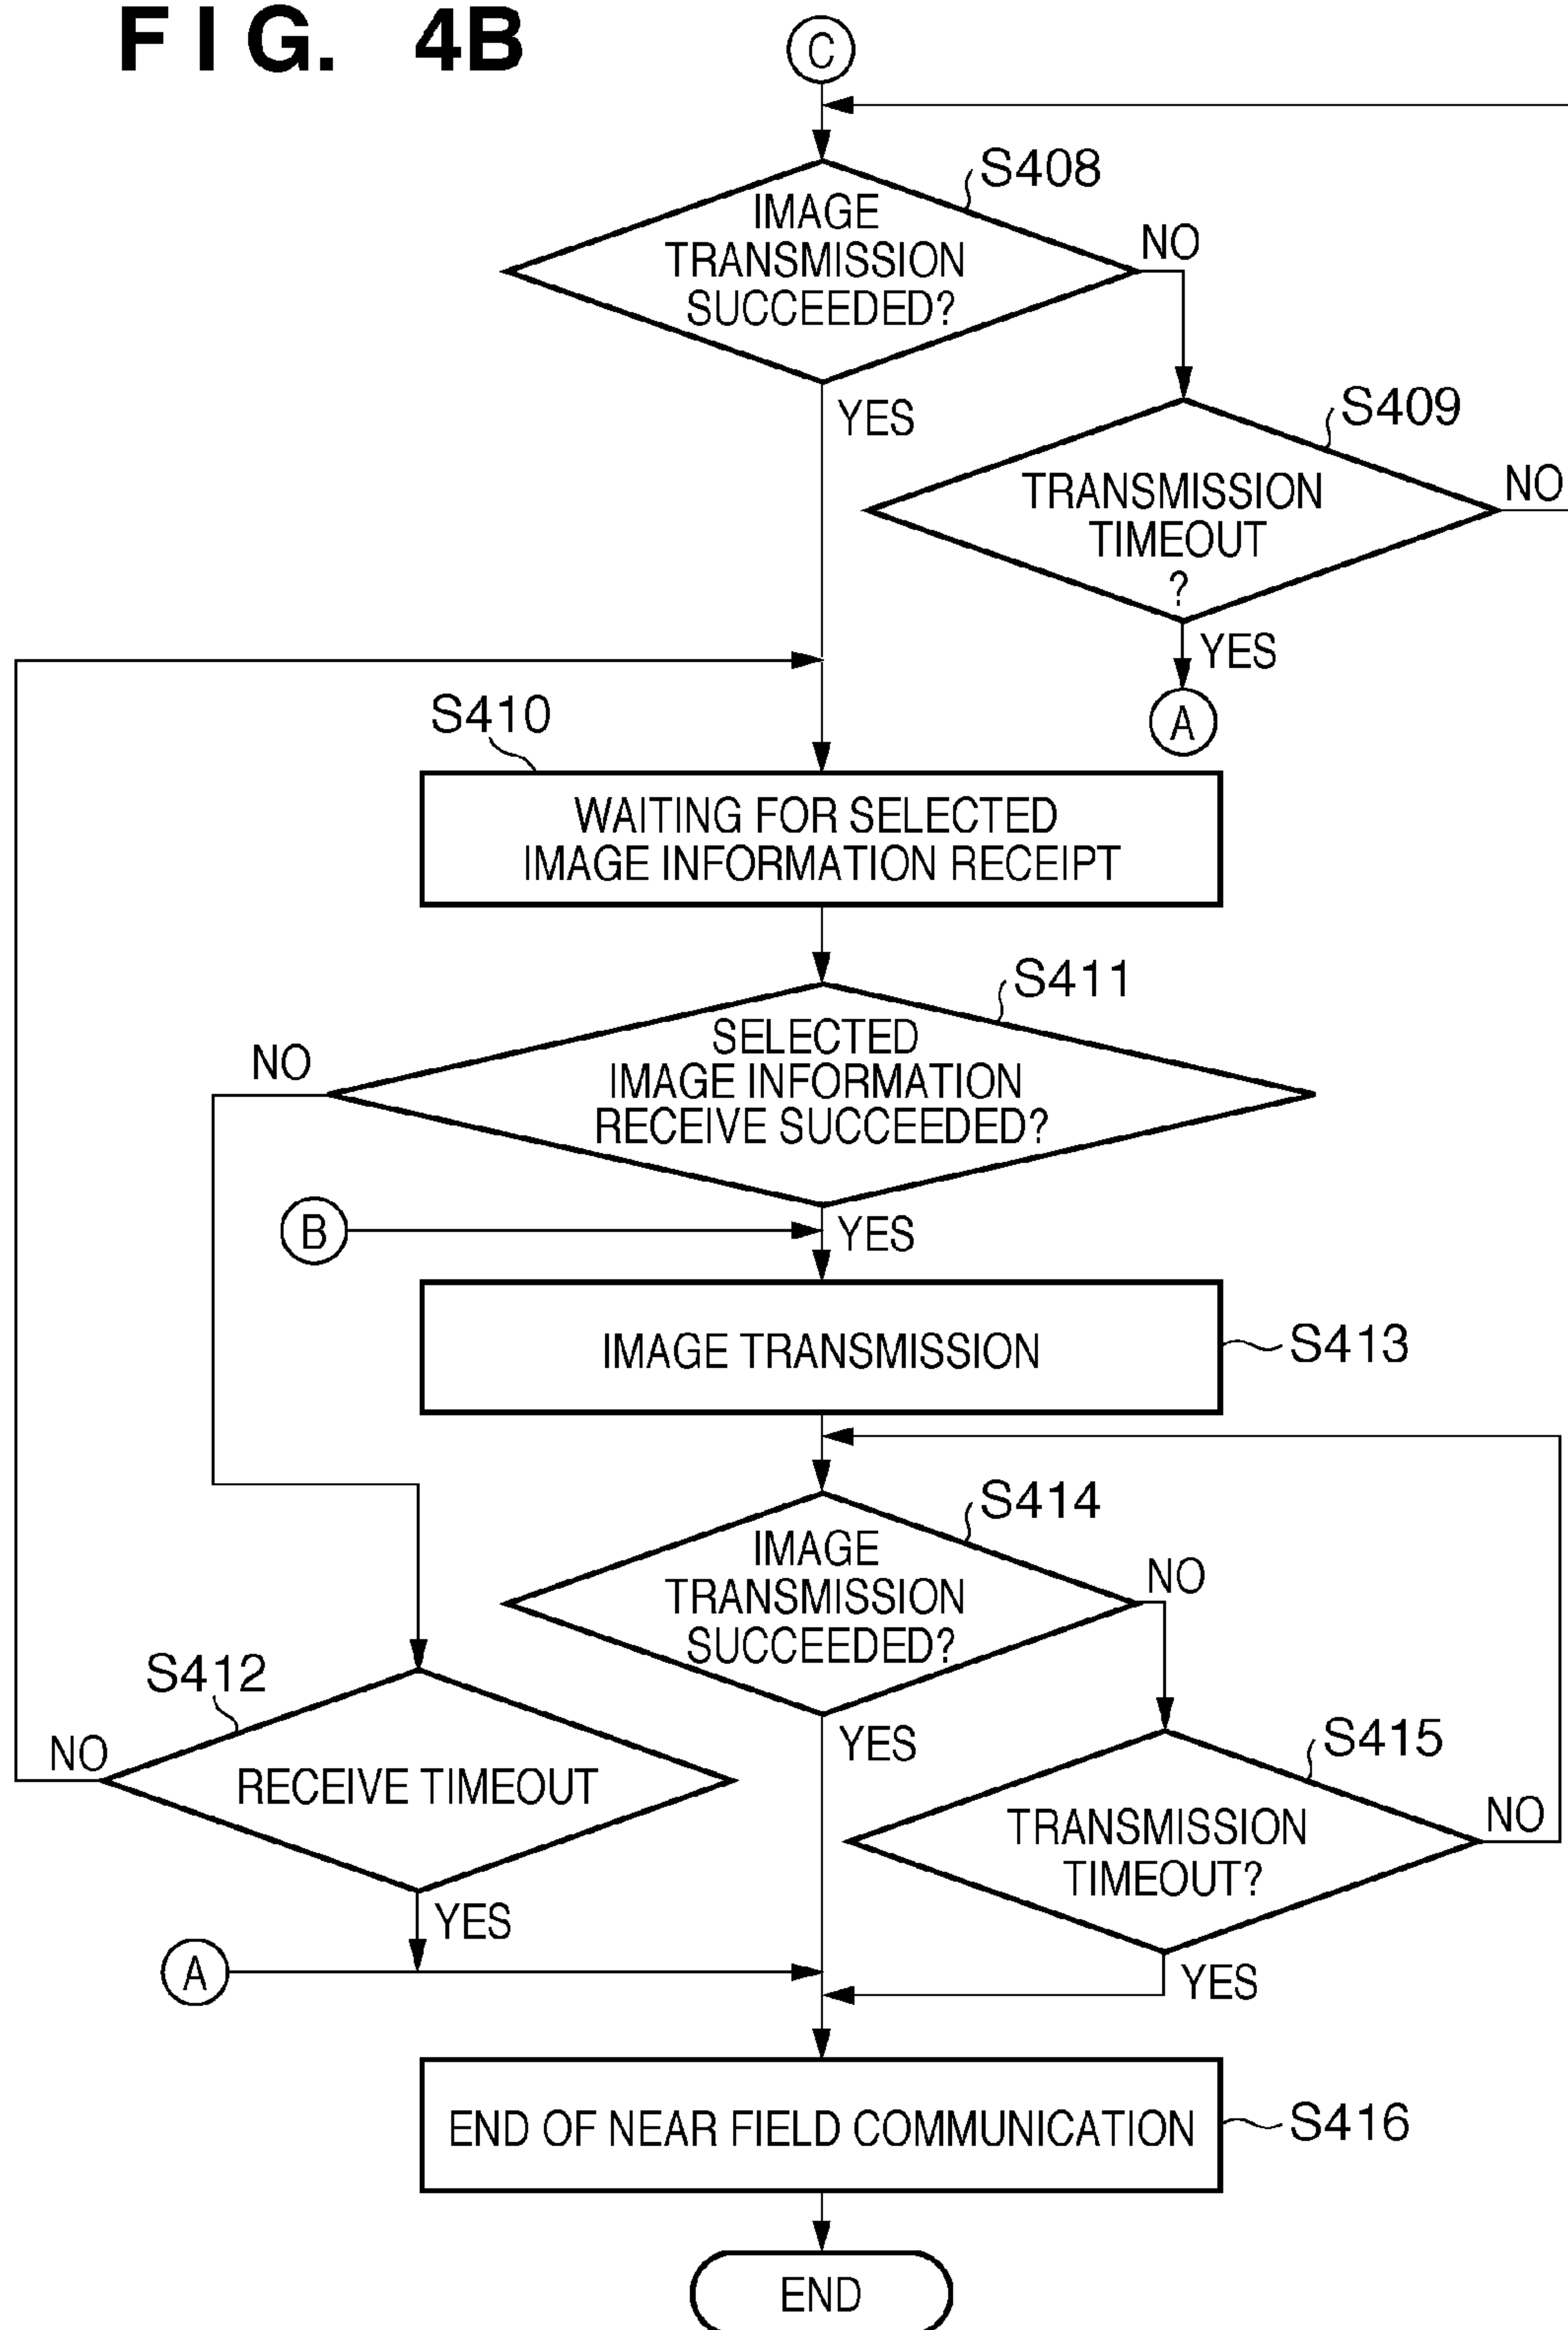 FIG. 4B
C
S408
IMAGE
TRANSMISSION
SUCCEEDED?
NO
YES
S409
TRANSMISSION
TIMEOUT
?
NO
YES
A
S410
WAITING FOR SELECTED
IMAGE INFORMATION RECEIPT
S411
SELECTED
IMAGE INFORMATION
RECEIVE SUCCEEDED?
NO
YES
B
IMAGE TRANSMISSION
S413
S414
IMAGE
TRANSMISSION
SUCCEEDED?
NO
YES
S412
RECEIVE TIMEOUT
NO
YES
S415
TRANSMISSION
TIMEOUT?
NO
YES
A
END OF NEAR FIELD COMMUNICATION
S416
END